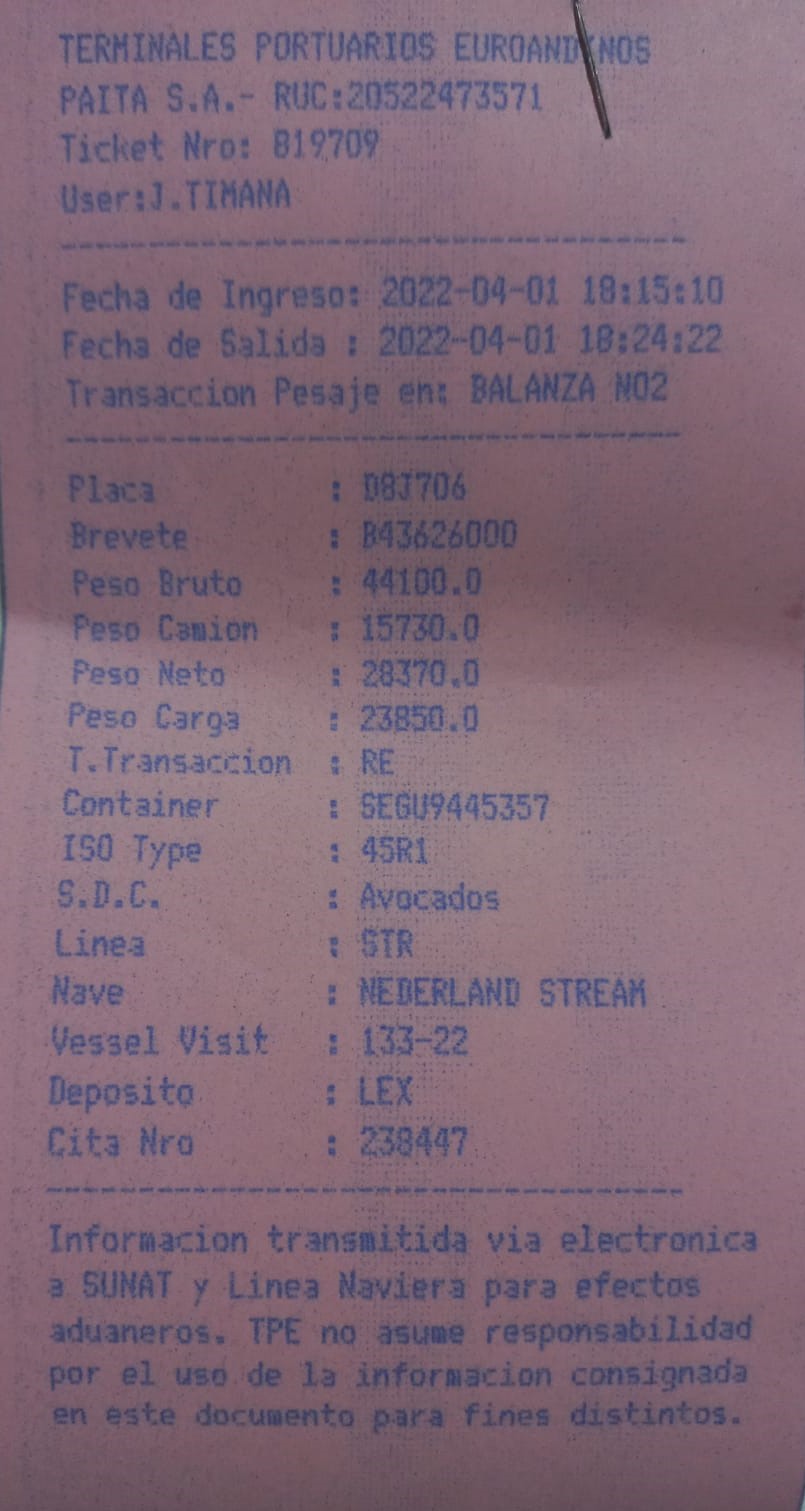 TERMINALES PORTUARIOS EUROANDINOS
PAITA S.A.- RUC:20522473571
Ticket Nro: 819709
User:J.TIMANA
Fecha de Ingreso: 2022-04-01 18:15:10
Fecha de Salida : 2022-04-01 18:24:22
Transaccion Pesaje en: BALANZA NO2
Placa : D8J706
Brevete : B43626000
Peso Bruto : 44100.0
Peso Camion : 15730.0
Peso Neto : 28370.0
Peso Carga : 23850.0
T.Transaccion : RE
Container : SEGU9445357
ISO Type : 45R1
S.D.C. : Avocados
Linea : STR
Nave : NEDERLAND STREAM
Vessel Visit : 133-22
Deposito : LEX
Cita Nro : 238447
Informacion transmitida via electronica
a SUNAT y Linea Naviera para efectos
aduaneros. TPE no asume responsabilidad
por el uso de la informacion consignada
en este documento para fines distintos.